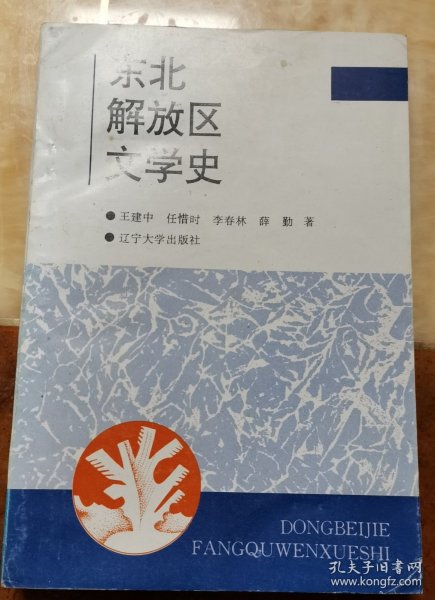 东北
解放区
文学史
●王建中 任惜时 李春林 薛 勤 著
●辽宁大学出版社
DONGBEIJIE
FANGQUWENXUESHI
孔夫子旧书网
www.kongfz.com